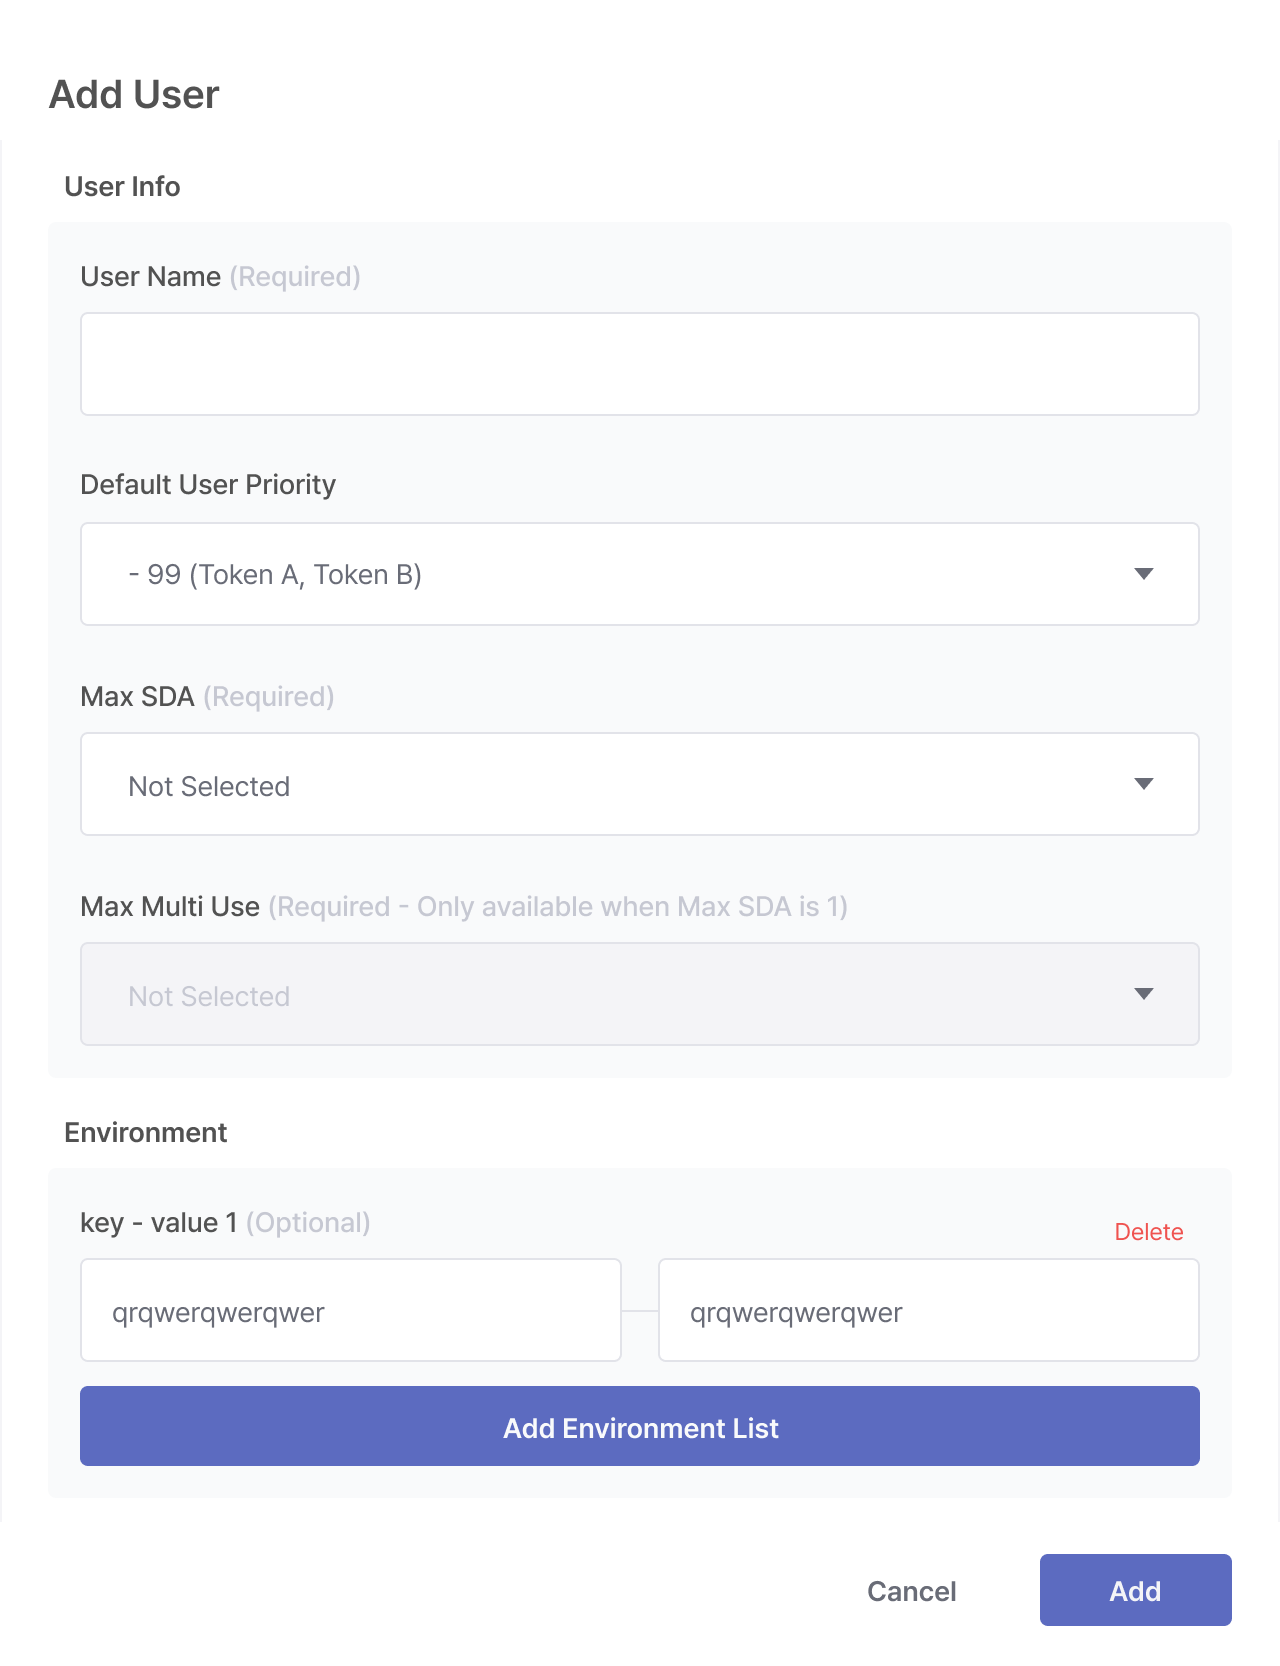 Add User
User Info
User Name (Required)
Default User Priority
- 99 (Token A, Token B)
Max SDA (Required)
Not Selected
Max Multi Use (Required - Only available when Max SDA is 1)
Not Selected
Environment
key - value 1 (Optional)
Delete
qrqwerqwerqwer
qrqwerqwerqwer
Add Environment List
Cancel
Add